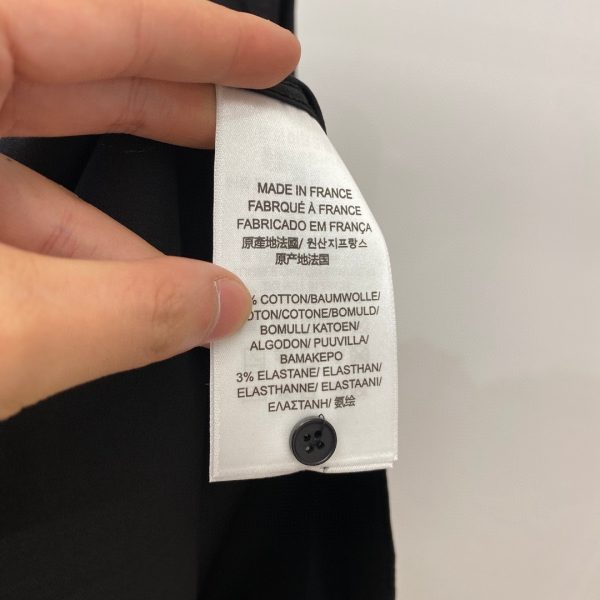 MADE IN FRANCE
FABRQUÉ À FRANCE
FABRICADO EM FRANÇA
原產地法國/ 원산지프랑스
原产地法国
% COTTON/BAUMWOLLE/
OTON/COTONE/BOMULD/
BOMULL/ KATOEN/
ALGODON/ PUUVILLA/
BAMAKEPO
3% ELASTANE/ ELASTHAN/
ELASTHANNE/ ELASTAANI/
ΕΛΑΣΤΑΝΗ/ 氨纶